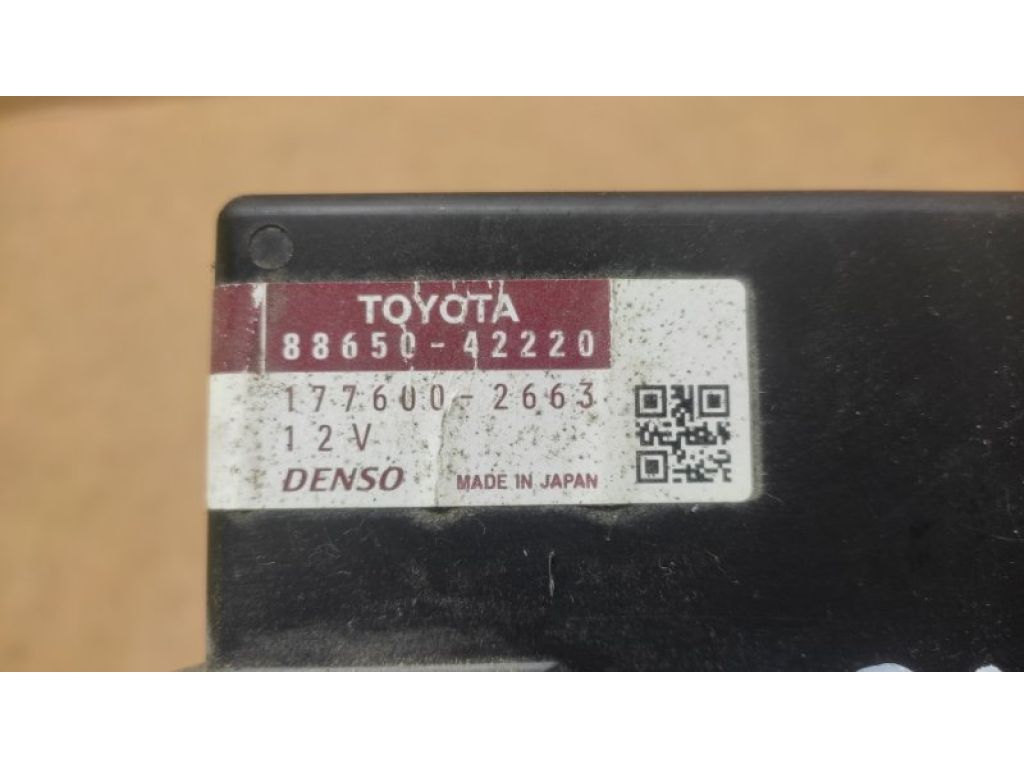 TOYOTA
88650-42220
177600-2663
12V
DENSO MADE IN JAPAN